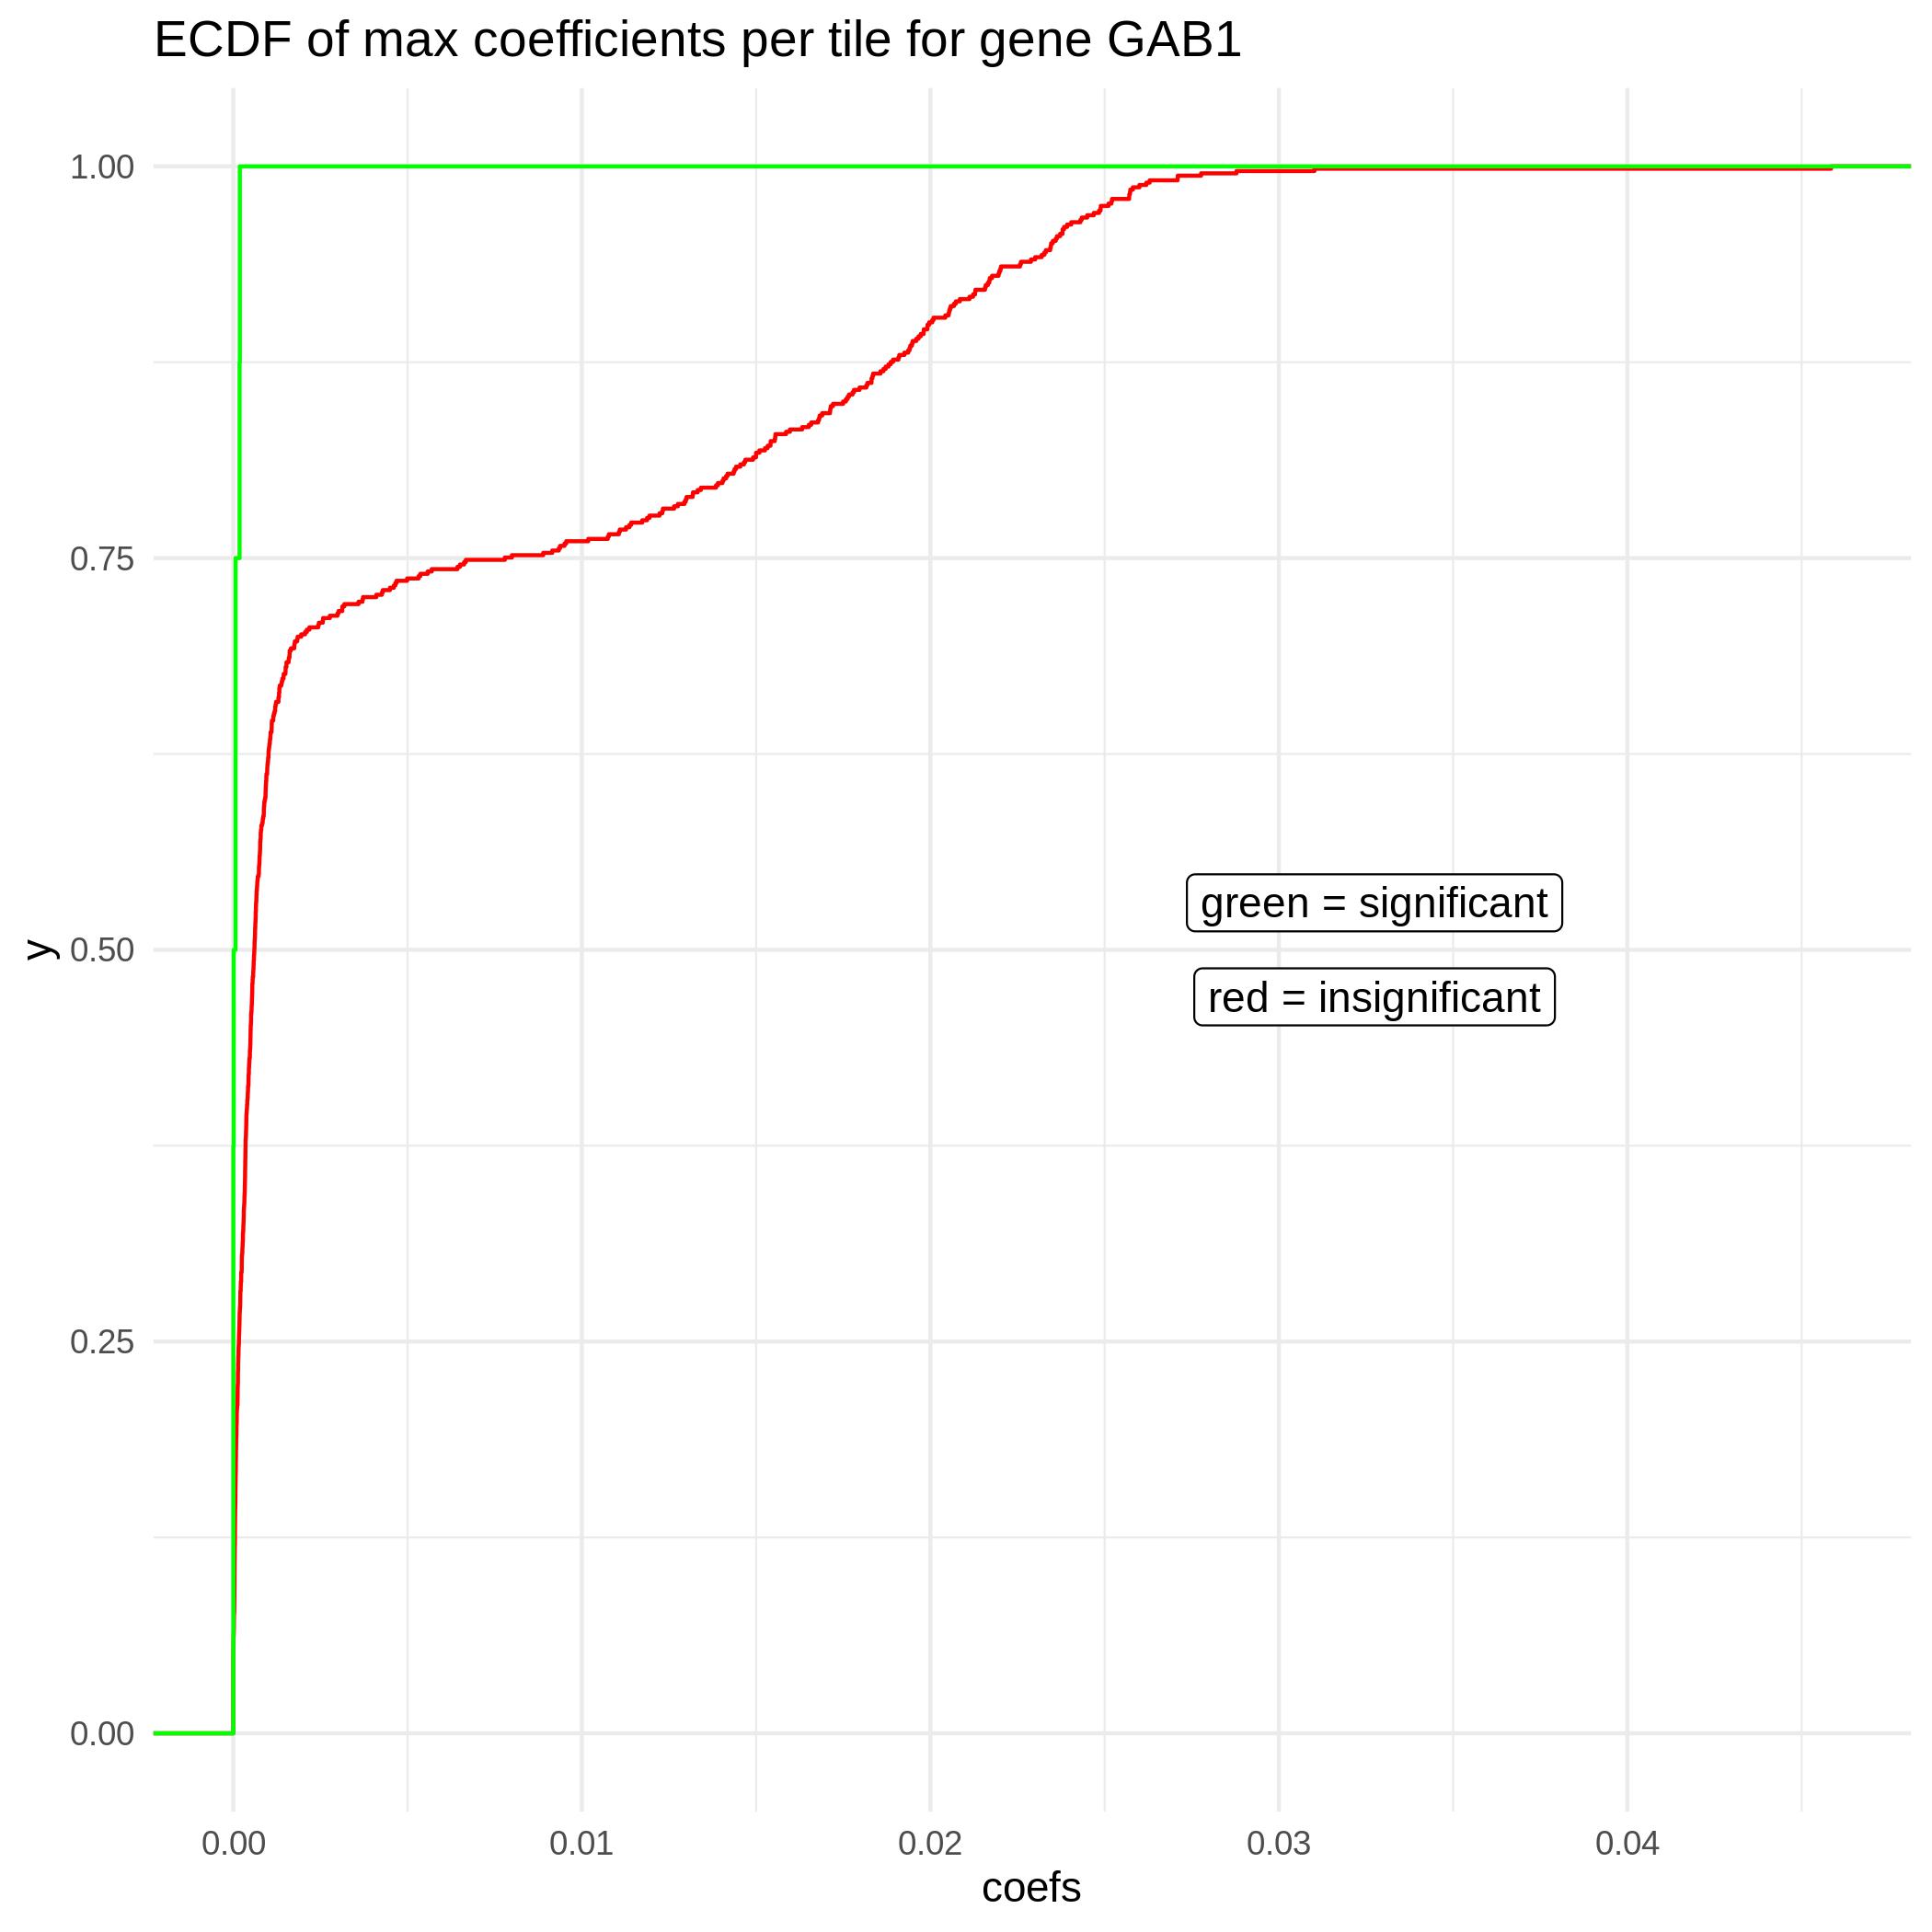 ECDF of max coefficients per tile for gene GAB1
1.00
0.75
0.50
0.25
0.00
y
green = significant
red = insignificant
0.00 0.01 0.02 0.03 0.04
coefs